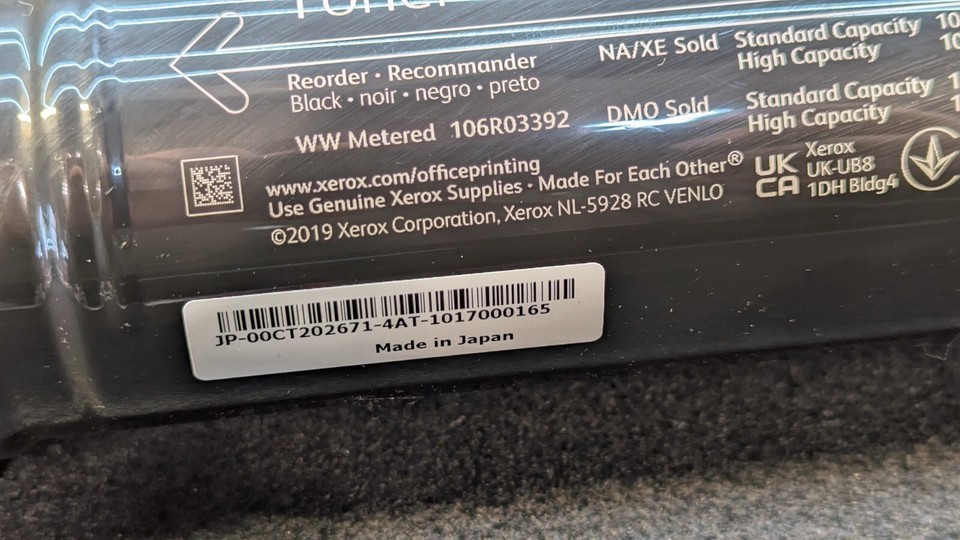 Toner
Reorder · Recommander
Black · noir · negro · preto
WW Metered 106R03392
NA/XE Sold Standard Capacity
High Capacity
DMO Sold Standard Capacity
High Capacity
www.xerox.com/officeprinting
Use Genuine Xerox Supplies · Made For Each Other®
©2019 Xerox Corporation, Xerox NL-5928 RC VENLO
UK
CA
Xerox
UK-UB8
1DH Bldg4
JP-00CT202671-4AT-1017000165
Made in Japan